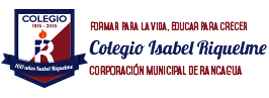 COLEGIO
1915 - 2015
IR
100 años Isabel Riquelme
FORMAR PARA LA VIDA, EDUCAR PARA CRECER
Colegio Isabel Riquelme
CORPORACIÓN MUNICIPAL DE RANCAGUA